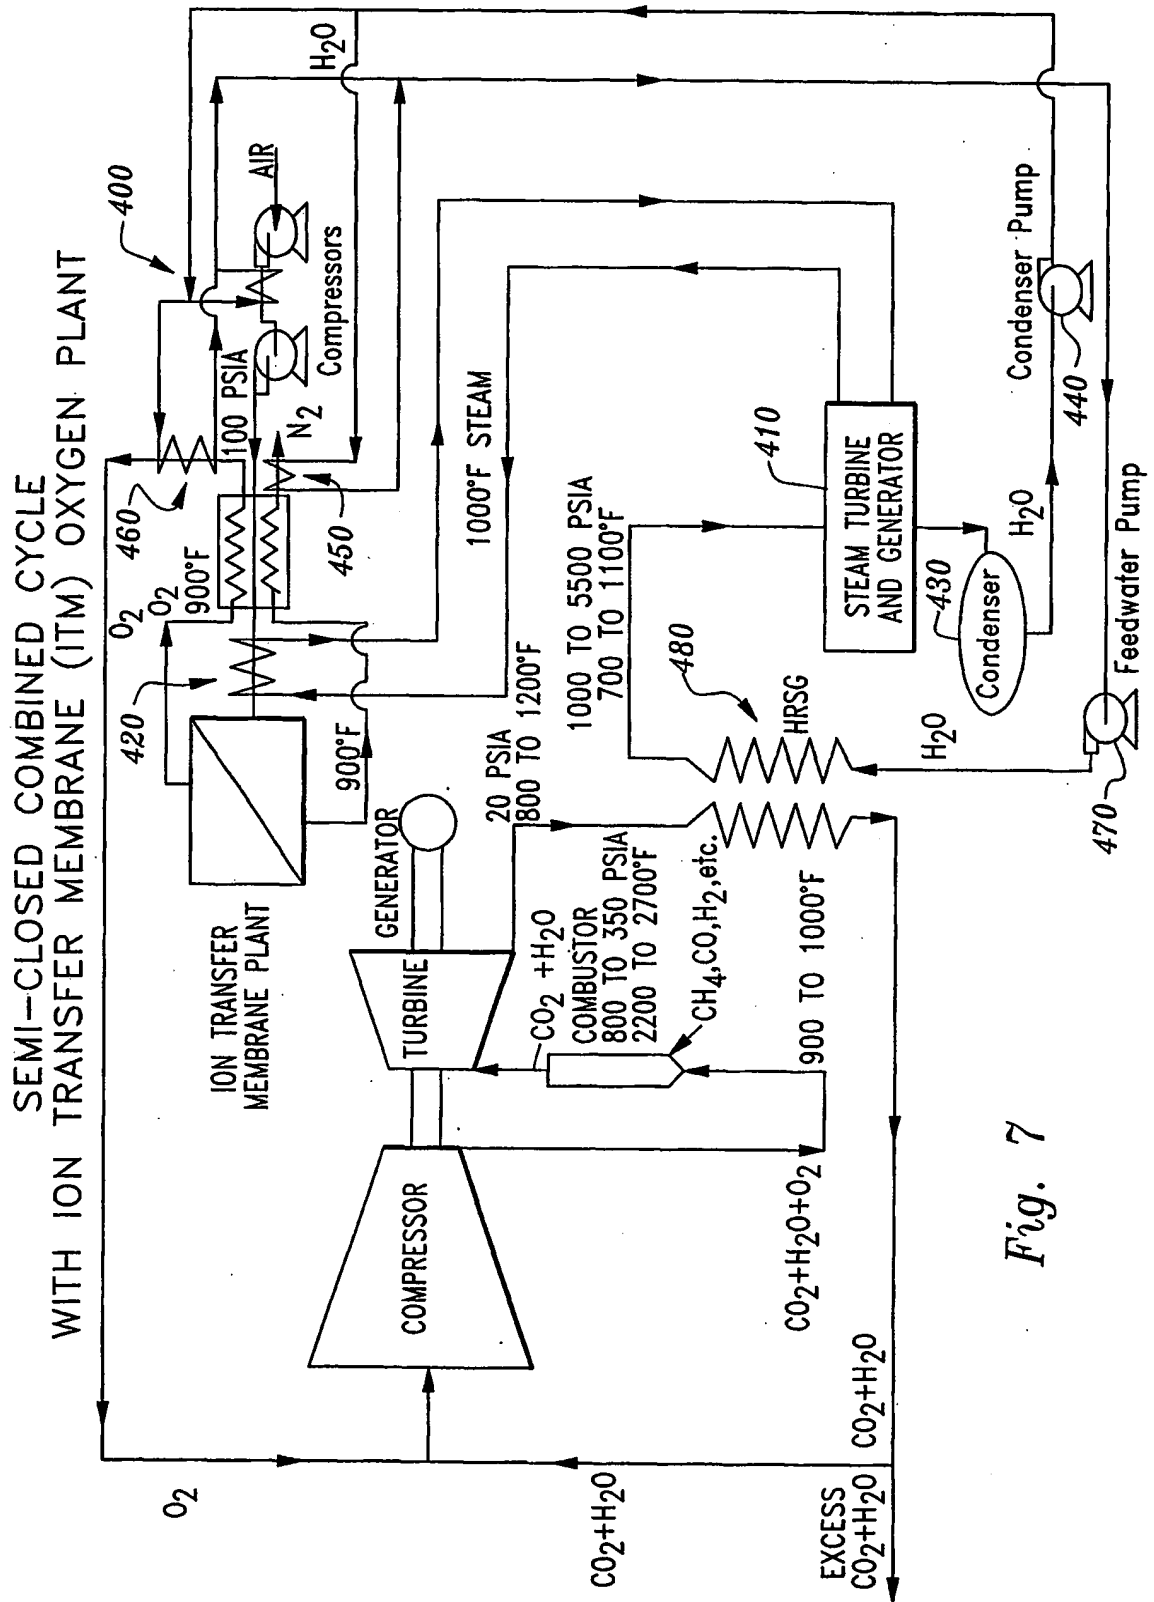 SEMI-CLOSED COMBINED CYCLE
WITH ION TRANSFER MEMBRANE (ITM) OXYGEN PLANT
O2
460
O2
O2
900°F
420
400
100 PSIA
AIR
H2O
N2
Compressors
450
900°F
ION TRANSFER
MEMBRANE PLANT
GENERATOR
TURBINE
COMPRESSOR
1000°F STEAM
20 PSIA
800 TO 1200°F
CO2 +H2O
COMBUSTOR
800 TO 350 PSIA
2200 TO 2700°F
CH4,CO,H2,etc.
1000 TO 5500 PSIA
700 TO 1100°F
480
HRSG
410
STEAM TURBINE
AND GENERATOR
430
Condenser
H2O
Condenser Pump
440
H2O
Feedwater Pump
470
900 TO 1000°F
CO2+H2O+O2
CO2+H2O
CO2+H2O
EXCESS
CO2+H2O
Fig. 7